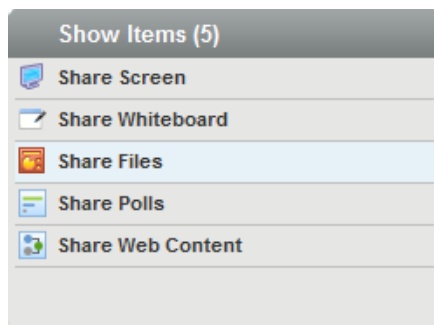 Show Items (5)
Share Screen
Share Whiteboard
Share Files
Share Polls
Share Web Content